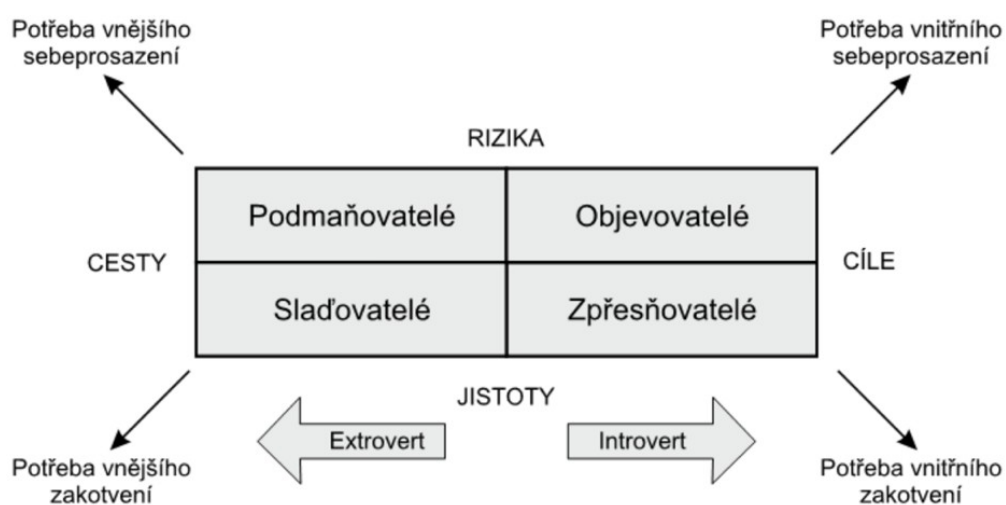 Potřeba vnějšího
sebeprosazení
Potřeba vnitřního
sebeprosazení
RIZIKA
Podmaňovatelé
Objevovatelé
CESTY
CÍLE
Slaďovatelé
Zpřesňovatelé
JISTOTY
Extrovert
Introvert
Potřeba vnějšího
zakotvení
Potřeba vnitřního
zakotvení